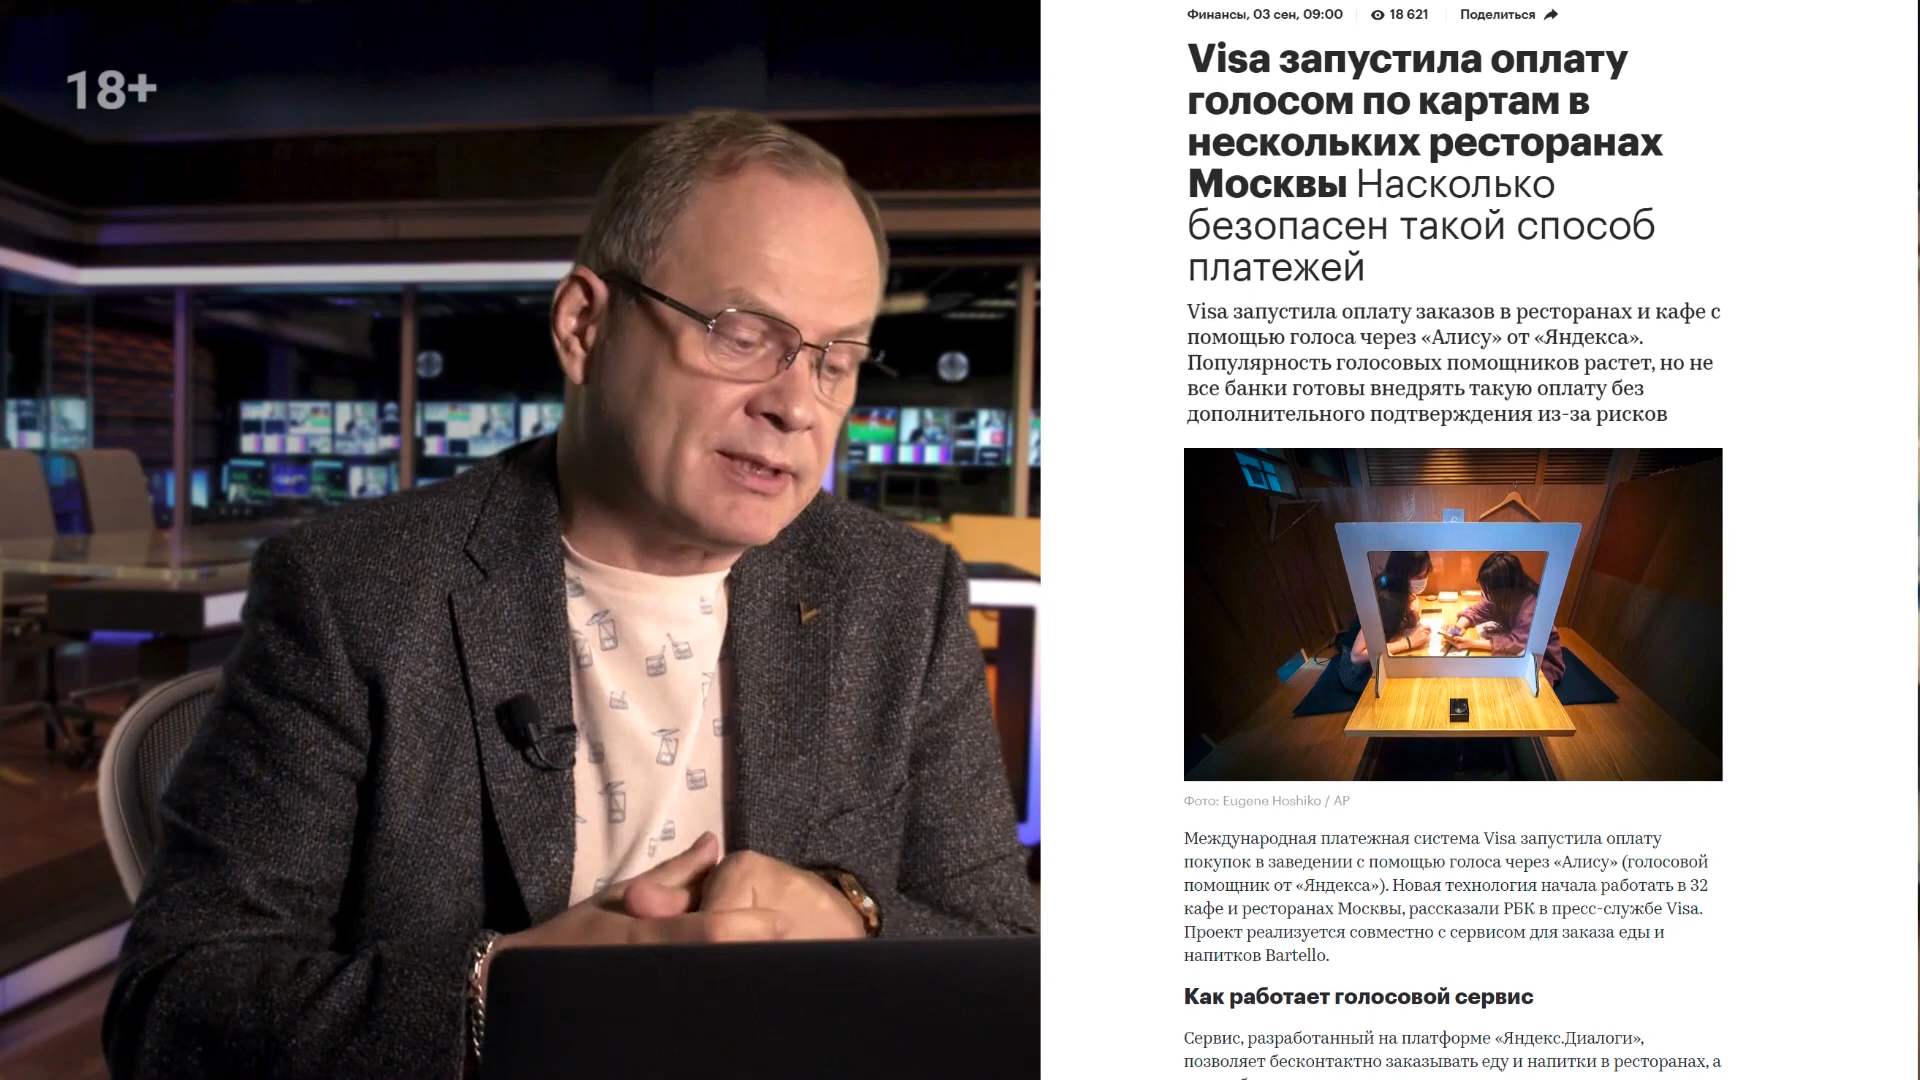 18+
Финансы, 03 сен, 09:00 18 621 Поделиться
Visa запустила оплату
голосом по картам в
нескольких ресторанах
Москвы Насколько
безопасен такой способ
платежей
Visa запустила оплату заказов в ресторанах и кафе с
помощью голоса через «Алису» от «Яндекса».
Популярность голосовых помощников растет, но не
все банки готовы внедрять такую оплату без
дополнительного подтверждения из-за рисков
Фото: Eugene Hoshiko / AP
Международная платежная система Visa запустила оплату
покупок в заведении с помощью голоса через «Алису» (голосовой
помощник от «Яндекса»). Новая технология начала работать в 32
кафе и ресторанах Москвы, рассказали РБК в пресс-службе Visa.
Проект реализуется совместно с сервисом для заказа еды и
напитков Bartello.
Как работает голосовой сервис
Сервис, разработанный на платформе «Яндекс.Диалоги»,
позволяет бесконтактно заказывать еду и напитки в ресторанах, а